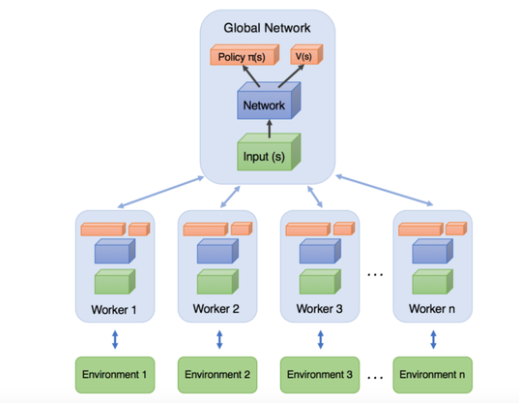 Global Network
Policy π(s)
V(s)
Network
Input (s)
Worker 1
Worker 2
Worker 3
...
Worker n
Environment 1
Environment 2
Environment 3
...
Environment n